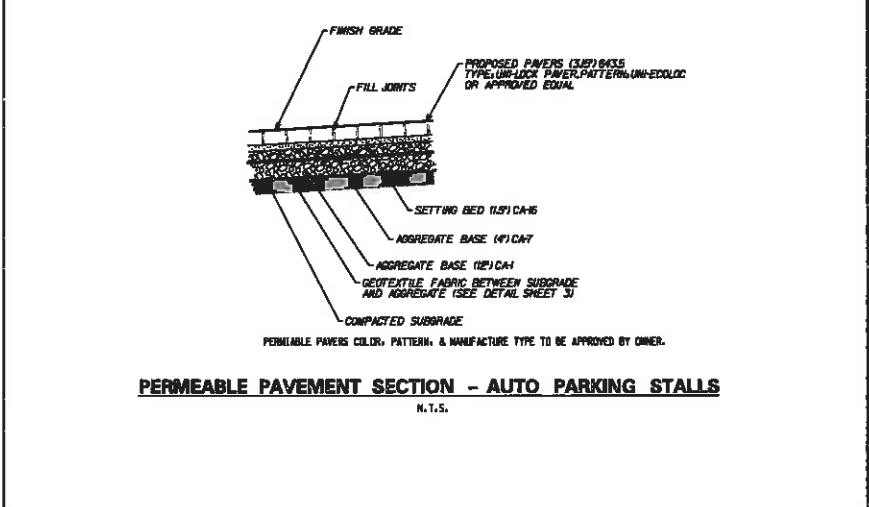 FINISH GRADE
PROPOSED PAVERS (3.15")
TYPE: UNI-LOCK PAVER, PATTERN: UNI-ECOLOC
OR APPROVED EQUAL
FILL JOINTS
SETTING BED (1.5") CA-16
AGGREGATE BASE (4") CA-7
AGGREGATE BASE (12") CA-1
GEOTEXTILE FABRIC BETWEEN SUBGRADE
AND AGGREGATE (SEE DETAIL SHEET 3)
COMPACTED SUBGRADE
PERMEABLE PAVERS COLOR, PATTERN, & MANUFACTURE TYPE TO BE APPROVED BY OWNER.
PERMEABLE PAVEMENT SECTION - AUTO PARKING STALLS
N.T.S.